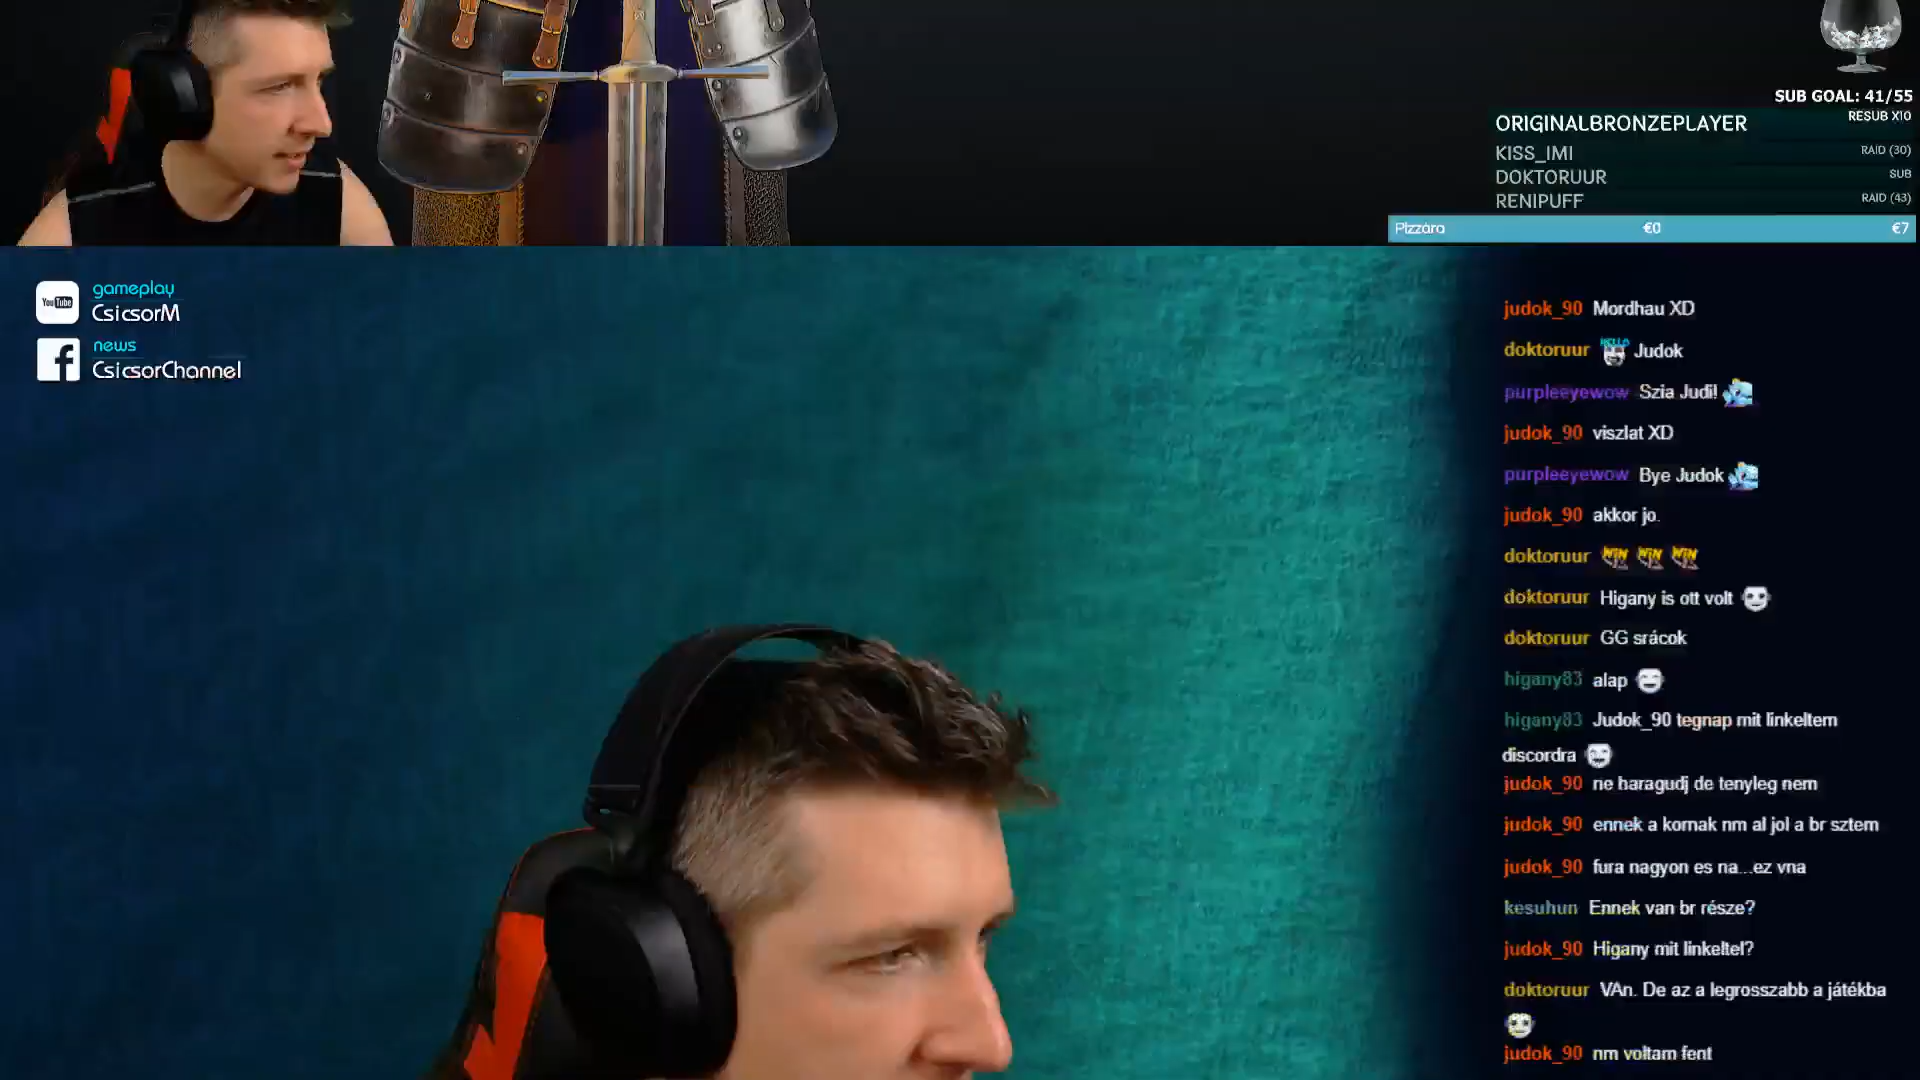 SUB GOAL: 41/55
ORIGINALBRONZEPLAYER RESUB X10
KISS_IMI RAID (30)
DOKTORUUR SUB
RENIPUFF RAID (43)
Pizzára €0 €7
YouTube
gameplay
CsicsorM
news
CsicsorChannel
judok_90 Mordhau XD
doktoruur HELLO Judok
purpleeyewow Szia Judi!
judok_90 viszlat XD
purpleeyewow Bye Judok
judok_90 akkor jo.
doktoruur WIN WIN WIN
doktoruur Higany is ott volt
doktoruur GG srácok
higany83 alap
higany83 Judok_90 tegnap mit linkeltem
discordra
judok_90 ne haragudj de tenyleg nem
judok_90 ennek a kornak nm al jol a br sztem
judok_90 fura nagyon es na...ez vna
kesuhun Ennek van br része?
judok_90 Higany mit linkeltel?
doktoruur VAn. De az a legrosszabb a játékba
judok_90 nm voltam fent